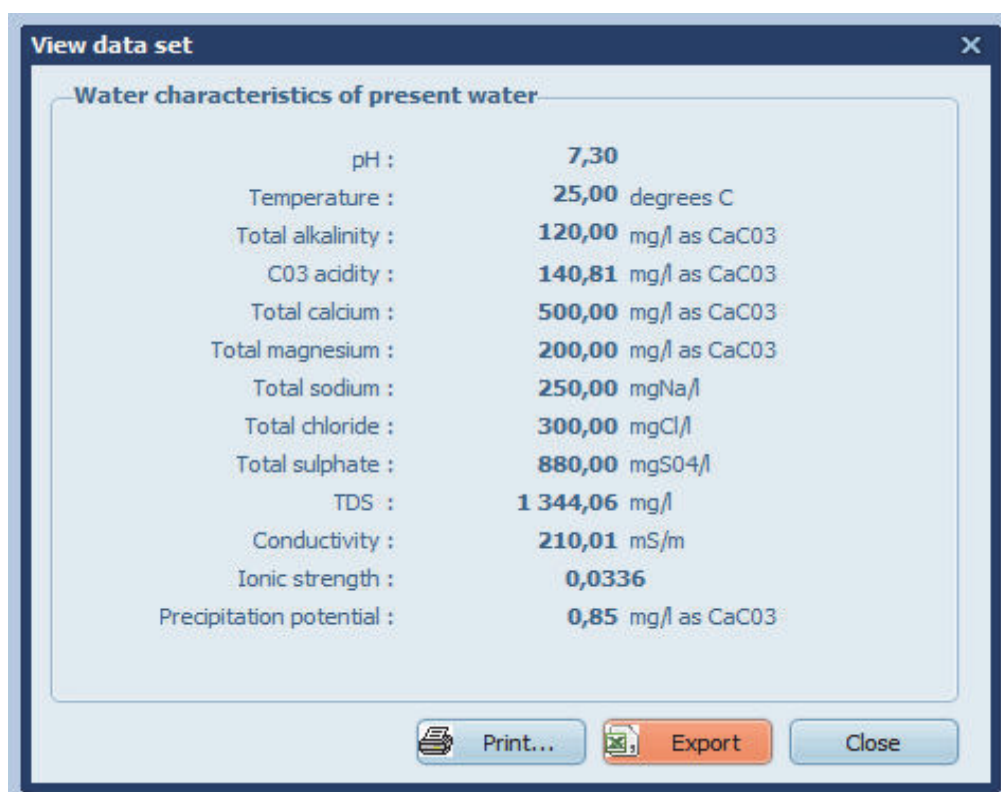 View data set
Water characteristics of present water
pH : 7,30
Temperature : 25,00 degrees C
Total alkalinity : 120,00 mg/l as CaC03
C03 acidity : 140,81 mg/l as CaC03
Total calcium : 500,00 mg/l as CaC03
Total magnesium : 200,00 mg/l as CaC03
Total sodium : 250,00 mgNa/l
Total chloride : 300,00 mgCl/l
Total sulphate : 880,00 mgS04/l
TDS : 1 344,06 mg/l
Conductivity : 210,01 mS/m
Ionic strength : 0,0336
Precipitation potential : 0,85 mg/l as CaC03
Print... Export Close